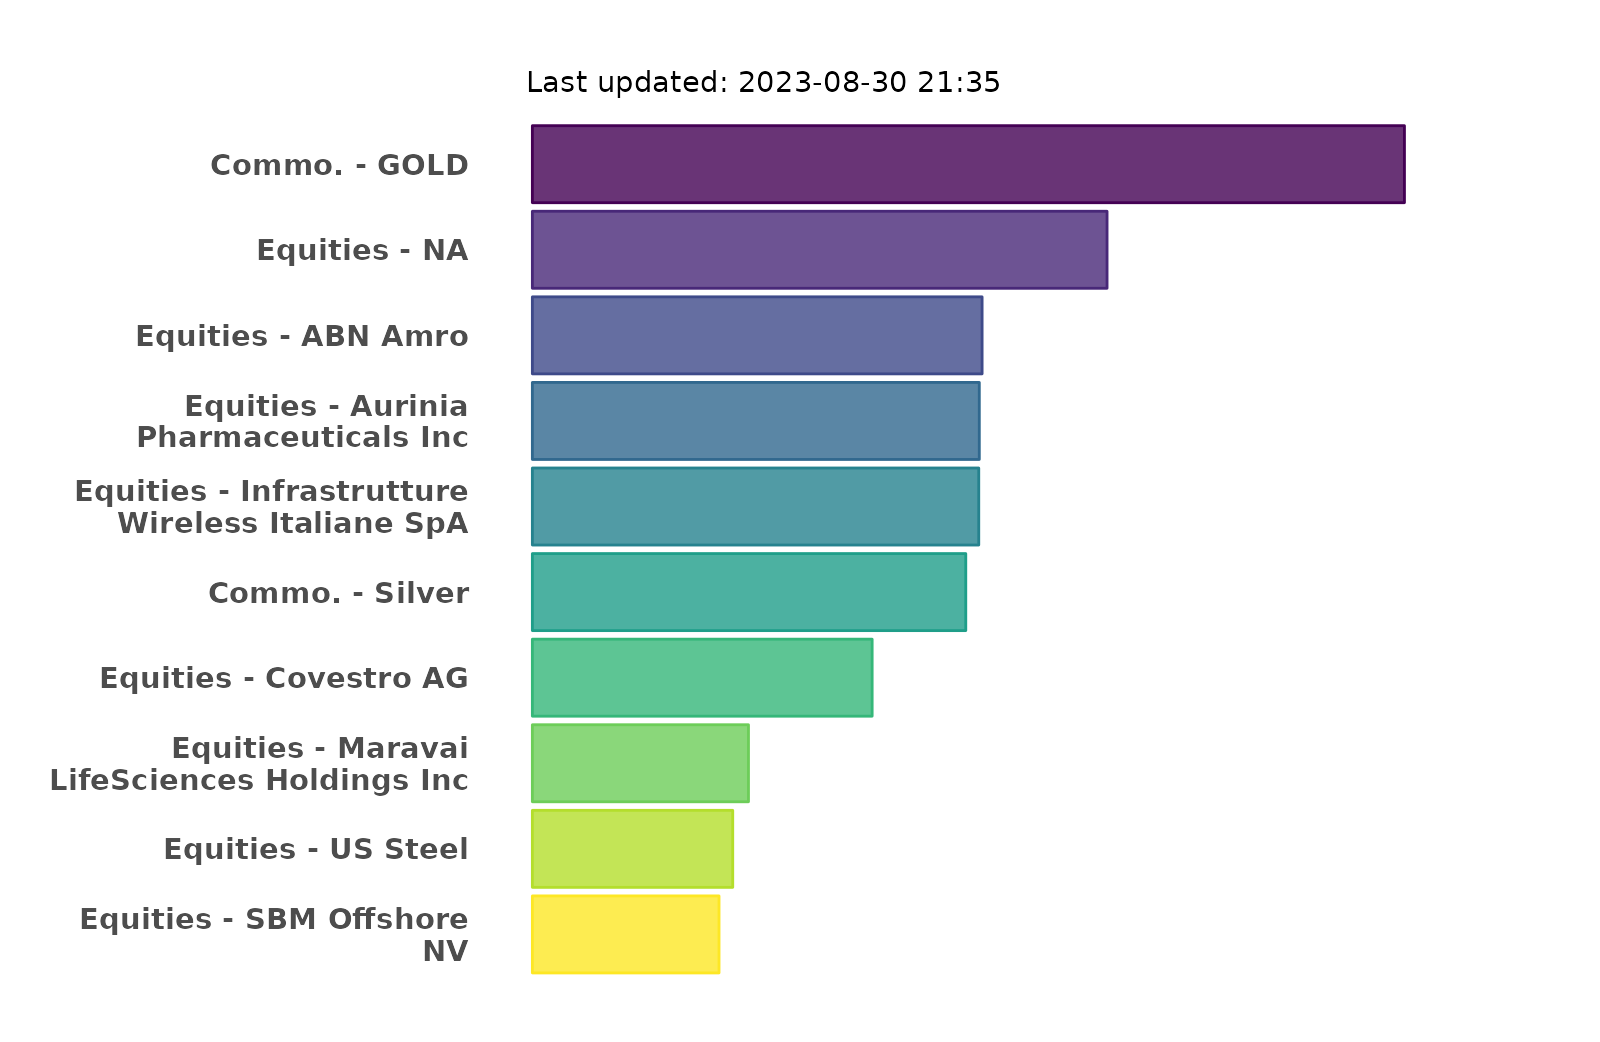 Last updated: 2023-08-30 21:35
Commo. - GOLD
Equities - NA
Equities - ABN Amro
Equities - Aurinia
Pharmaceuticals Inc
Equities - Infrastrutture
Wireless Italiane SpA
Commo. - Silver
Equities - Covestro AG
Equities - Maravai
LifeSciences Holdings Inc
Equities - US Steel
Equities - SBM Offshore
NV